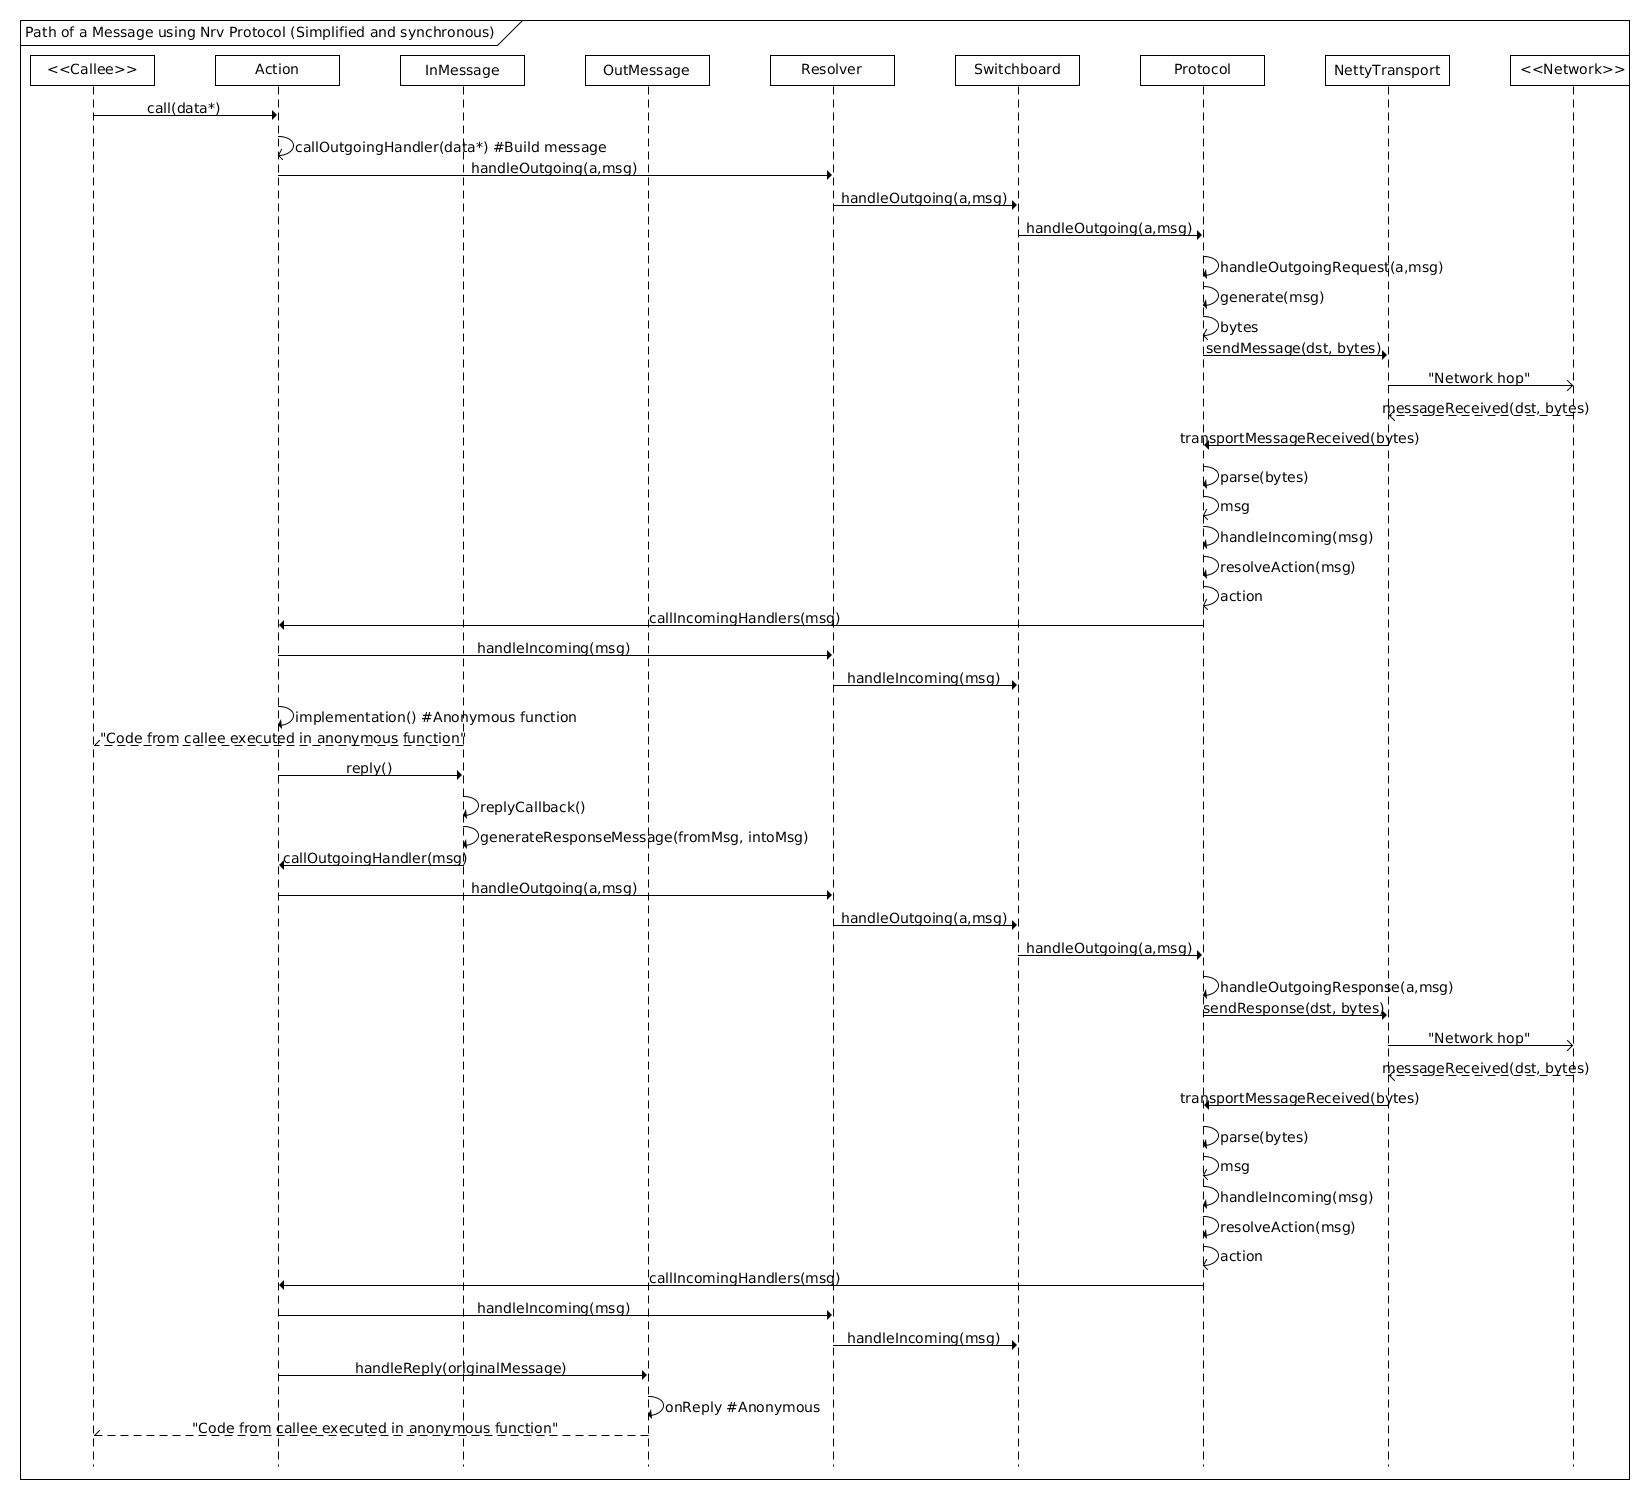 Path of a Message using Nrv Protocol (Simplified and synchronous)
<<Callee>>
Action
InMessage
OutMessage
Resolver
Switchboard
Protocol
NettyTransport
<<Network>>
call(data*)
callOutgoingHandler(data*) #Build message
handleOutgoing(a,msg)
handleOutgoing(a,msg)
handleOutgoing(a,msg)
handleOutgoingRequest(a,msg)
generate(msg)
bytes
sendMessage(dst, bytes)
"Network hop"
messageReceived(dst, bytes)
transportMessageReceived(bytes)
parse(bytes)
msg
handleIncoming(msg)
resolveAction(msg)
action
callIncomingHandlers(msg)
handleIncoming(msg)
handleIncoming(msg)
implementation() #Anonymous function
"Code from callee executed in anonymous function"
reply()
replyCallback()
generateResponseMessage(fromMsg, intoMsg)
callOutgoingHandler(msg)
handleOutgoing(a,msg)
handleOutgoing(a,msg)
handleOutgoing(a,msg)
handleOutgoingResponse(a,msg)
sendResponse(dst, bytes)
"Network hop"
messageReceived(dst, bytes)
transportMessageReceived(bytes)
parse(bytes)
msg
handleIncoming(msg)
resolveAction(msg)
action
callIncomingHandlers(msg)
handleIncoming(msg)
handleIncoming(msg)
handleReply(originalMessage)
onReply #Anonymous
"Code from callee executed in anonymous function"